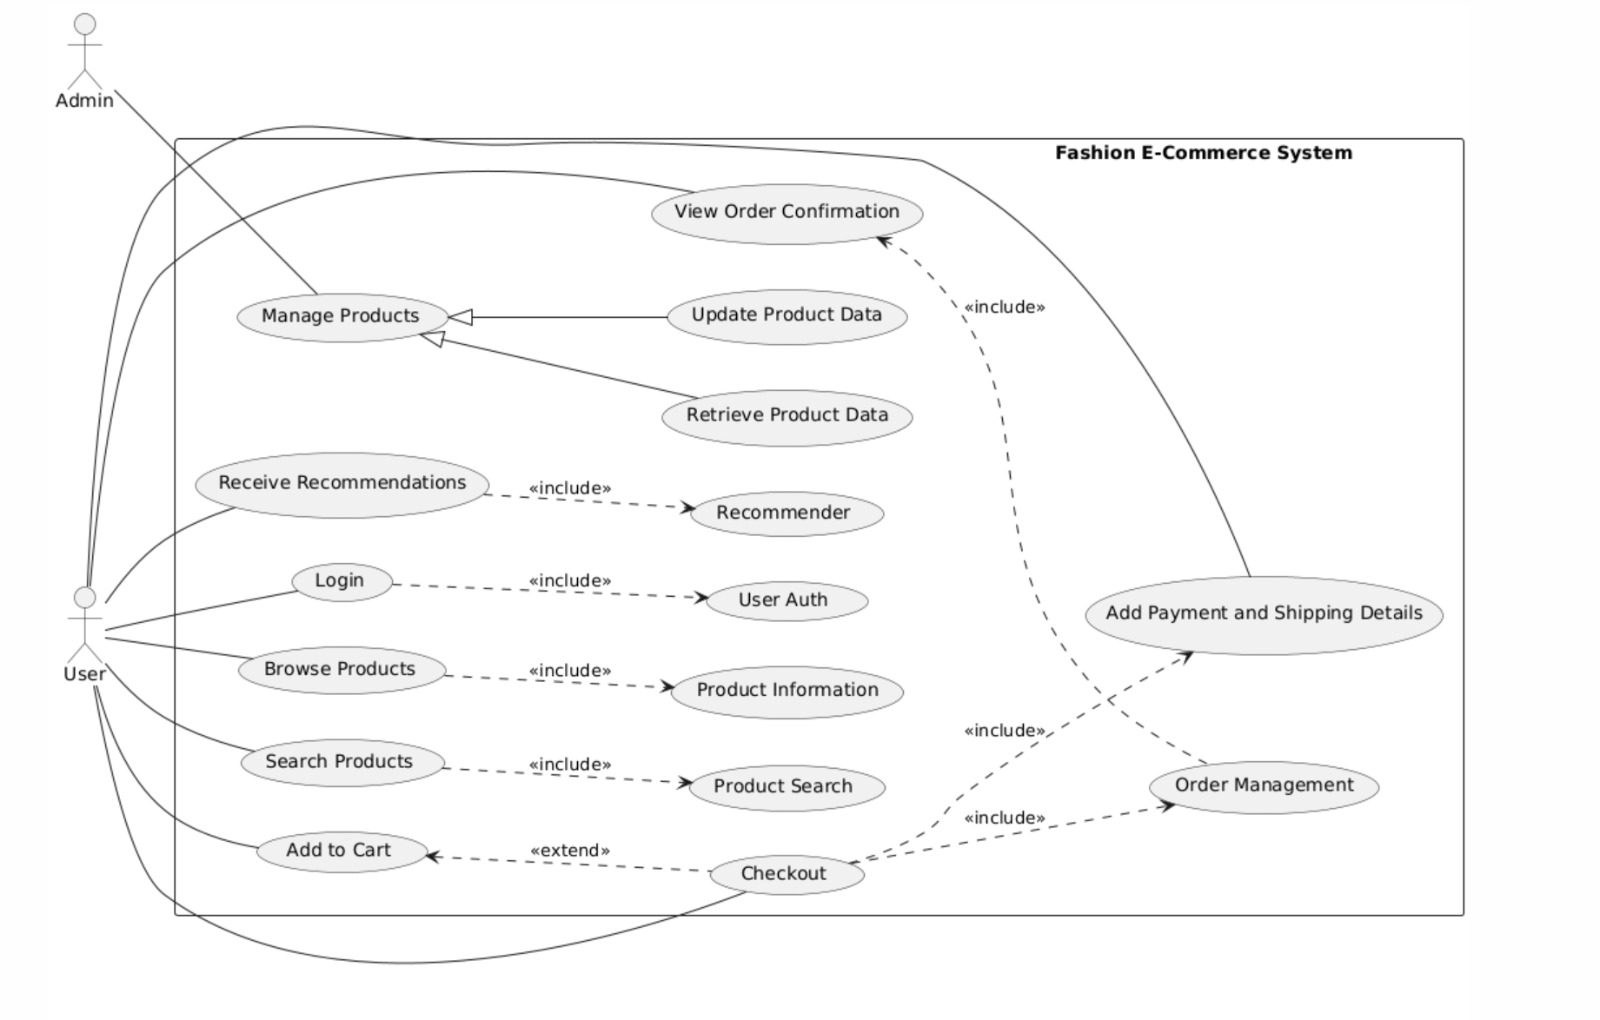 Admin
Fashion E-Commerce System
View Order Confirmation
«include»
Manage Products
Update Product Data
Retrieve Product Data
Receive Recommendations
«include»
Recommender
Login
«include»
User Auth
Add Payment and Shipping Details
User
Browse Products
«include»
Product Information
«include»
Search Products
«include»
Product Search
Order Management
«include»
Add to Cart
«extend»
Checkout